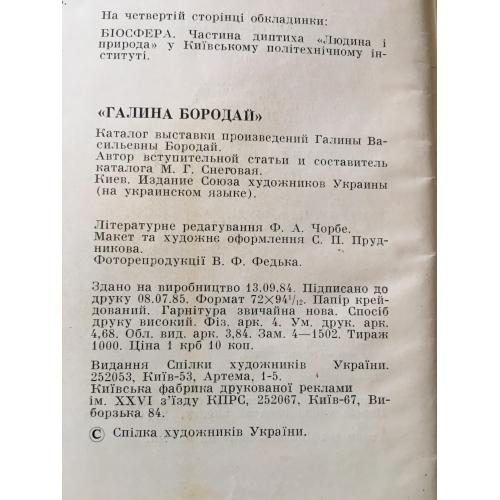 На четвертій сторінці обкладинки:
БІОСФЕРА. Частина диптиха «Людина і
природа» у Київському політехнічному ін-
ституті.
«ГАЛИНА БОРОДАЙ»
Каталог выставки произведений Галины Ва-
сильевны Бородай.
Автор вступительной статьи и составитель
каталога М. Г. Снеговая.
Киев. Издание Союза художников Украины
(на украинском языке).
Літературне редагування Ф. А. Чорбе.
Макет та художнє оформлення С. П. Пруд-
никова.
Фоторепродукції В. Ф. Федька.
Здано на виробництво 13.09.84. Підписано до
друку 08.07.85. Формат 72×94¹/₁₂. Папір крей-
дований. Гарнітура звичайна нова. Спосіб
друку високий. Фіз. арк. 4. Ум. друк. арк.
4,68. Обл. вид. арк. 3,84. Зам. 4—1502. Тираж
1000. Ціна 1 крб 10 коп.
Видання Спілки художників України.
252053, Київ-53, Артема, 1-5.
Київська фабрика друкованої реклами
ім. XXVI з'їзду КПРС, 252067, Київ-67, Ви-
борзька 84.
© Спілка художників України.